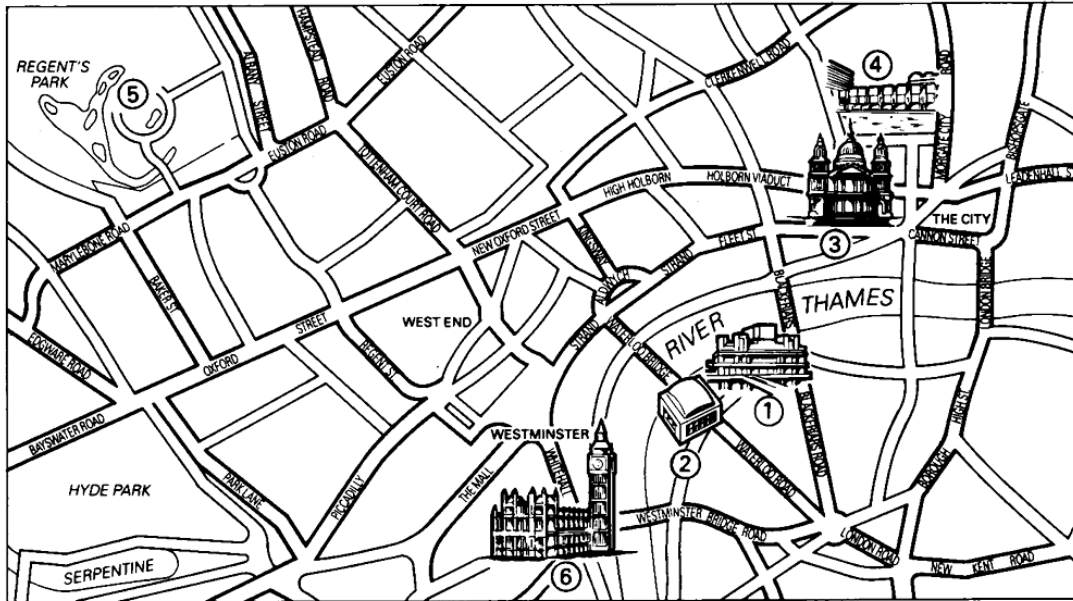 HAMPSTEAD ROAD
EUSTON ROAD
ALBANY STREET
REGENT'S
PARK
5
CLERKENWELL ROAD
4
ROAD
MORGATE CITY
BISHOPSGATE
EUSTON ROAD
TOTTENHAM COURT ROAD
HIGH HOLBORN
HOLBORN VIADUCT
LEADENHALL S
THE CITY
NEW OXFORD STREET
KINGSWAY
FLEET ST
3
CANNON STREET
MARYLEBONE ROAD
BAKER ST
ALDWYCH
STRAND
BLACKFRIARS
LONDON BRIDGE
RIVER
THAMES
WEST END
STRAND
WATERLOO BRIDGE
EDGWARE ROAD
OXFORD
STREET
REGENT ST
1
BLACKFRIARS ROAD
HIGH ST
BAYSWATER ROAD
WESTMINSTER
2
WATERLOO ROAD
BOROUGH
HYDE PARK
PARK LANE
PICCADILLY
THE MALL
WHITEHALL
WESTMINSTER BRIDGE ROAD
LONDON ROAD
NEW KENT ROAD
SERPENTINE
6